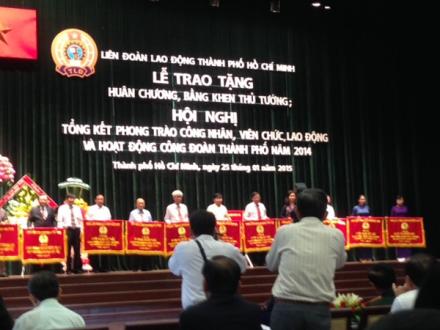 LIÊN ĐOÀN LAO ĐỘNG THÀNH PHỐ HỒ CHÍ MINH
LỄ TRAO TẶNG
HUÂN CHƯƠNG, BẰNG KHEN THỦ TƯỚNG;
HỘI NGHỊ
TỔNG KẾT PHONG TRÀO CÔNG NHÂN, VIÊN CHỨC, LAO ĐỘNG
VÀ HOẠT ĐỘNG CÔNG ĐOÀN THÀNH PHỐ NĂM 2014
Thành phố Hồ Chí Minh, ngày 25 tháng 01 năm 2015